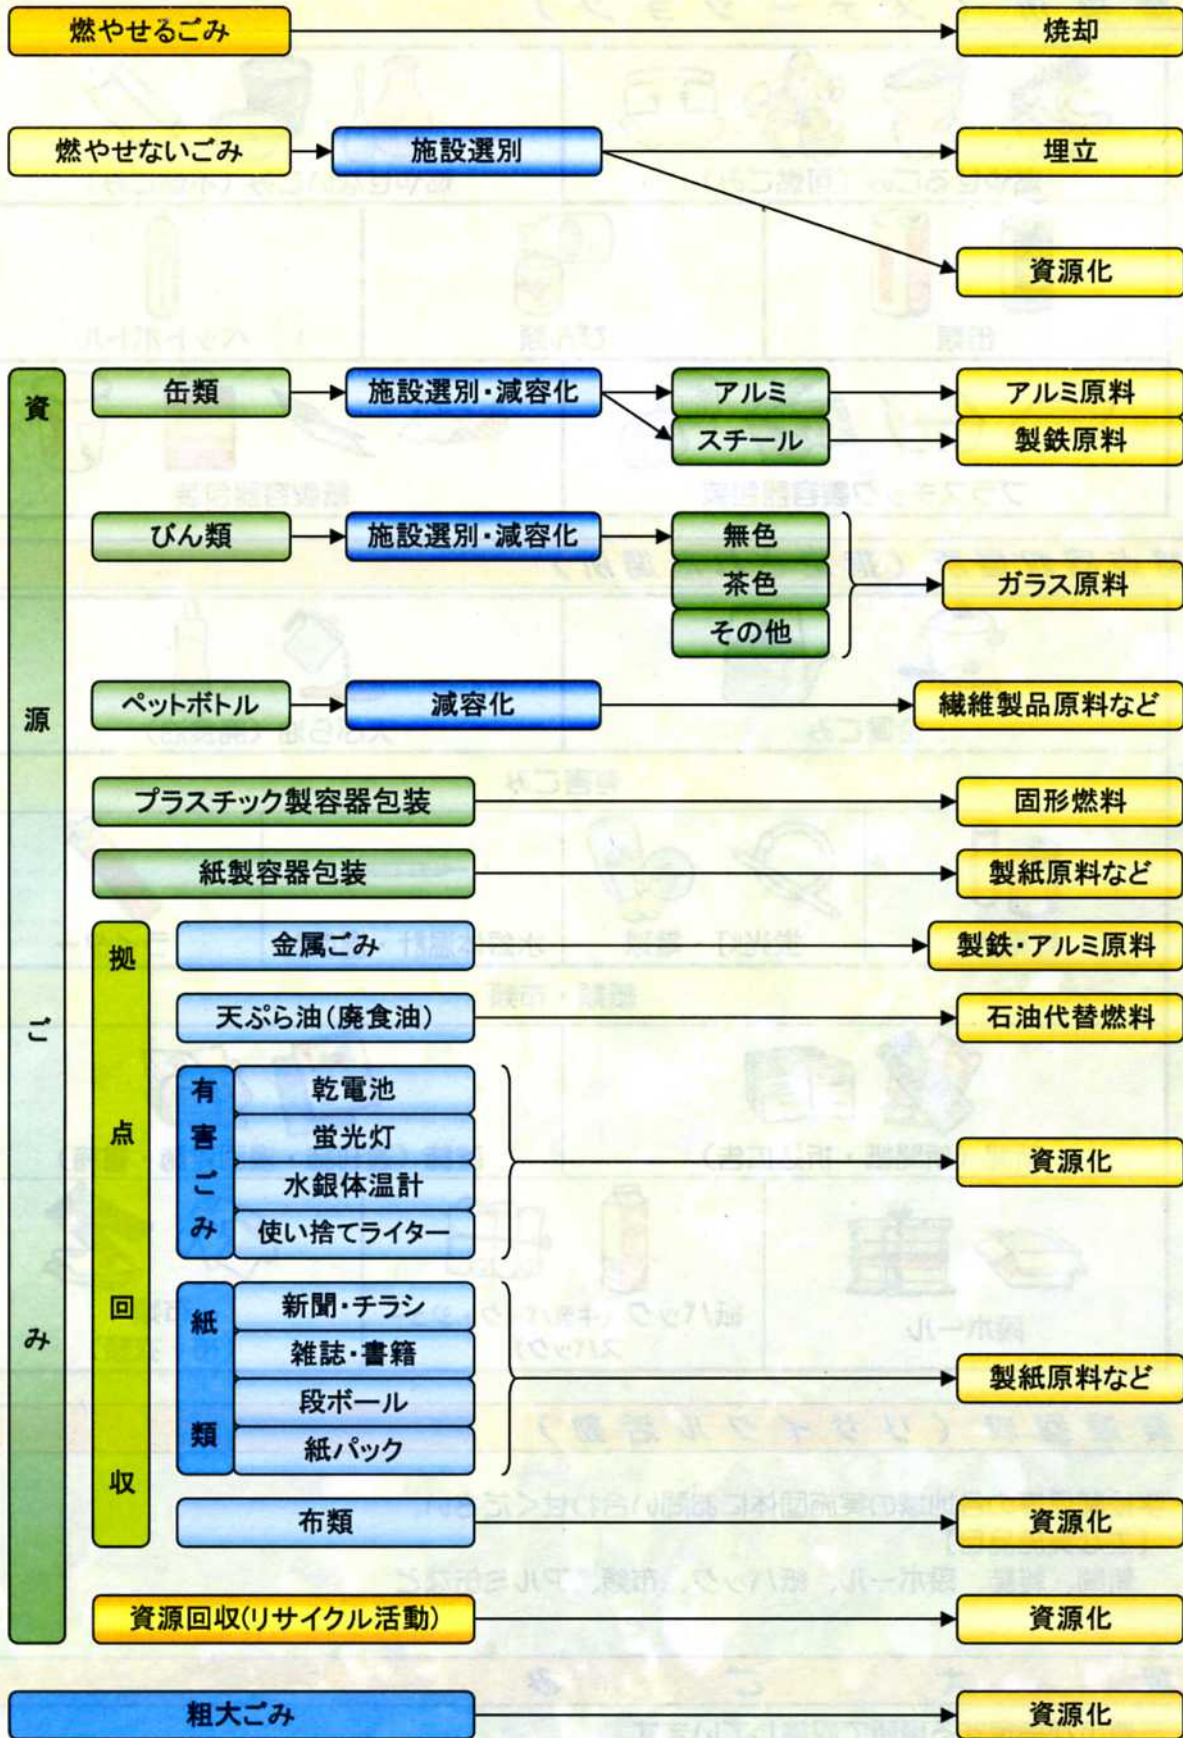 燃やせるごみ
焼却
燃やせないごみ
施設選別
埋立
資源化
資源ごみ
缶類
施設選別・減容化
アルミ
アルミ原料
スチール
製鉄原料
びん類
施設選別・減容化
無色
茶色
その他
ガラス原料
ペットボトル
減容化
繊維製品原料など
プラスチック製容器包装
固形燃料
紙製容器包装
製紙原料など
拠点回収
金属ごみ
製鉄・アルミ原料
天ぷら油(廃食油)
石油代替燃料
有害ごみ
乾電池
蛍光灯
水銀体温計
使い捨てライター
資源化
紙類
新聞・チラシ
雑誌・書籍
段ボール
紙パック
製紙原料など
布類
資源化
資源回収(リサイクル活動)
資源化
粗大ごみ
資源化